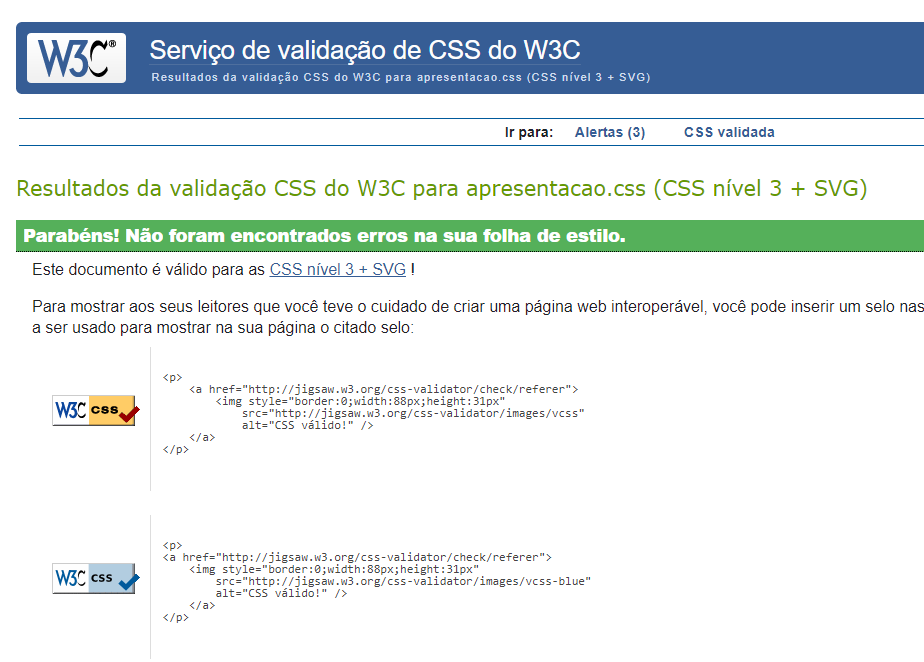 W3C®
Serviço de validação de CSS do W3C
Resultados da validação CSS do W3C para apresentacao.css (CSS nível 3 + SVG)
Ir para: Alertas (3) CSS validada
Resultados da validação CSS do W3C para apresentacao.css (CSS nível 3 + SVG)
Parabéns! Não foram encontrados erros na sua folha de estilo.
Este documento é válido para as CSS nível 3 + SVG !
Para mostrar aos seus leitores que você teve o cuidado de criar uma página web interoperável, você pode inserir um selo nas
a ser usado para mostrar na sua página o citado selo:
W3C css
<p>
    <a href="http://jigsaw.w3.org/css-validator/check/referer">
        <img style="border:0;width:88px;height:31px"
            src="http://jigsaw.w3.org/css-validator/images/vcss"
            alt="CSS válido!" />
    </a>
</p>
W3C css
<p>
<a href="http://jigsaw.w3.org/css-validator/check/referer">
    <img style="border:0;width:88px;height:31px"
        src="http://jigsaw.w3.org/css-validator/images/vcss-blue"
        alt="CSS válido!" />
    </a>
</p>